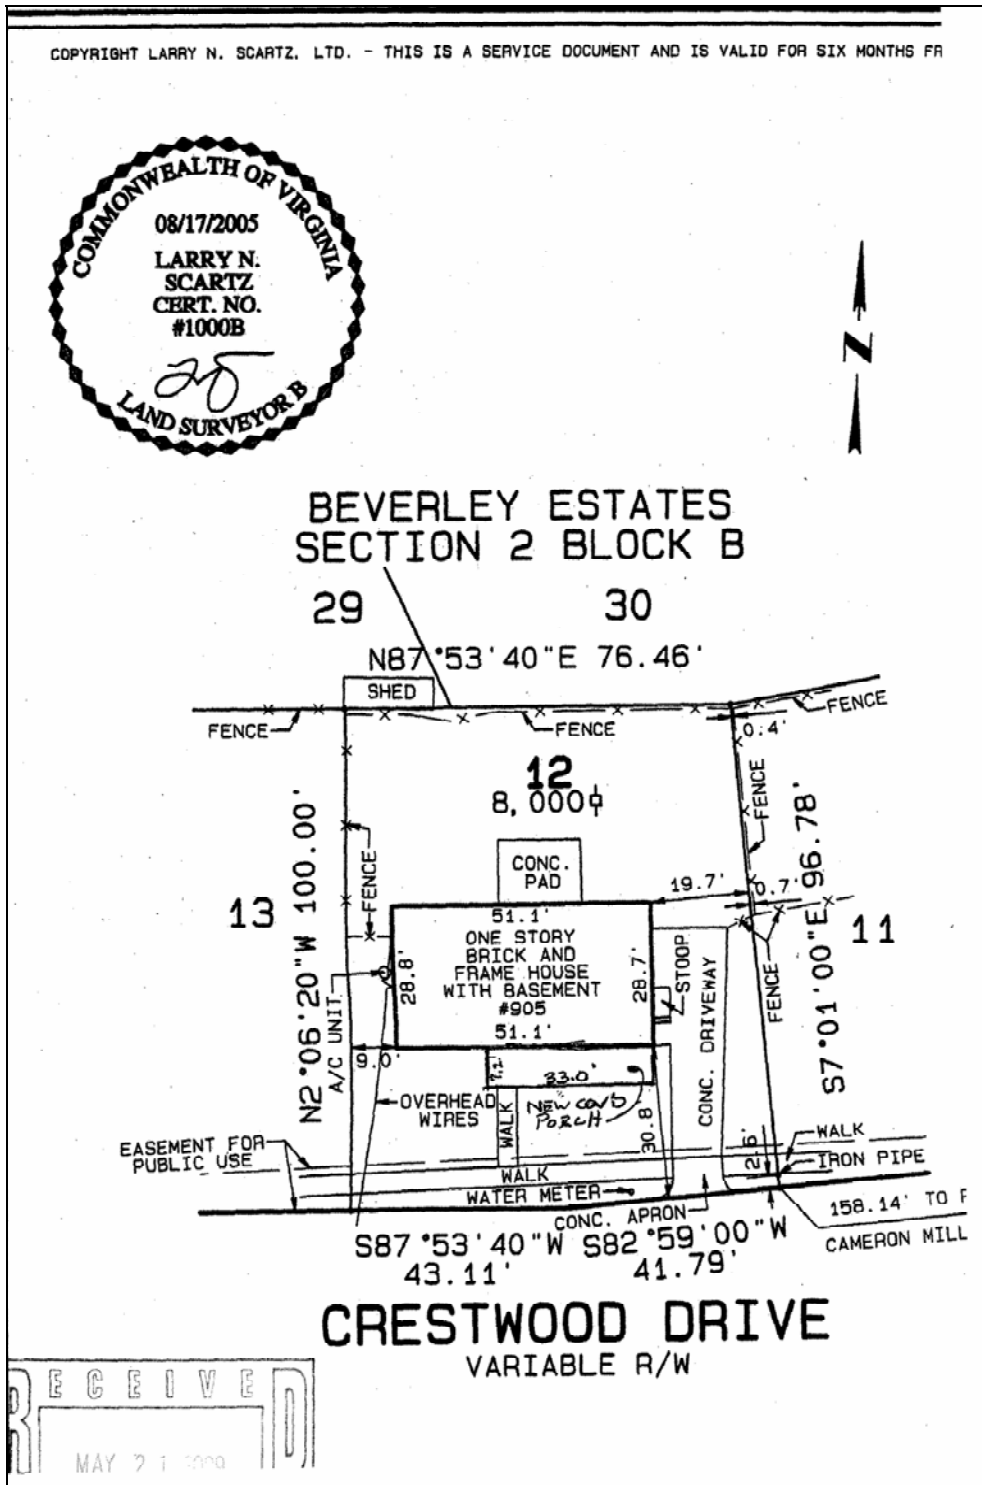 COPYRIGHT LARRY N. SCARTZ, LTD. - THIS IS A SERVICE DOCUMENT AND IS VALID FOR SIX MONTHS FR
COMMONWEALTH OF VIRGINIA
08/17/2005
LARRY N.
SCARTZ
CERT. NO.
#1000B
LAND SURVEYOR B
N
BEVERLEY ESTATES
SECTION 2 BLOCK B
29
30
N87°53'40"E 76.46'
SHED
FENCE
FENCE
FENCE
0.4'
12
8,000
FENCE
N2°06'20"W 100.00'
FENCE
S7°01'00"E 96.78'
CONC.
PAD
19.7'
0.7'
13
11
51.1'
ONE STORY
BRICK AND
FRAME HOUSE
WITH BASEMENT
#905
51.1'
28.8'
28.7'
STOOP
CONC. DRIVEWAY
FENCE
A/C UNIT
9.0'
33.0'
NEW COV'D
PORCH
OVERHEAD
WIRES
WALK
30.8
EASEMENT FOR
PUBLIC USE
2.6'
WALK
IRON PIPE
WALK
WATER METER
CONC. APRON
158.14' TO
CAMERON MILL
S87°53'40"W S82°59'00"W
43.11' 41.79'
CRESTWOOD DRIVE
VARIABLE R/W
RECEIVED
MAY 21